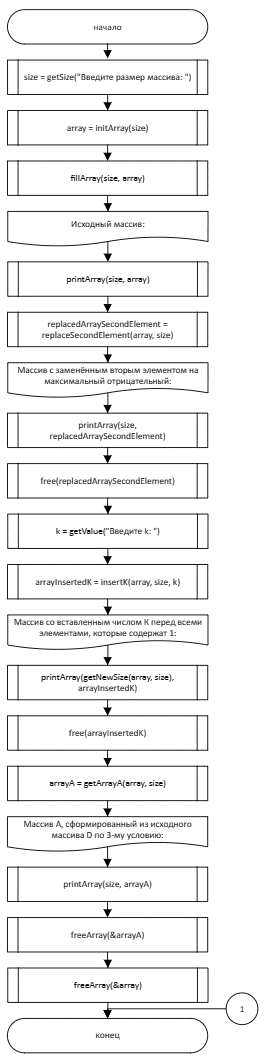 начало
size = getSize("Введите размер массива: ")
array = initArray(size)
fillArray(size, array)
Исходный массив:
printArray(size, array)
replacedArraySecondElement =
replaceSecondElement(array, size)
Массив с заменённым вторым элементом на
максимальный отрицательный:
printArray(size,
replacedArraySecondElement)
free(replacedArraySecondElement)
k = getValue("Введите k: ")
arrayInsertedK = insertK(array, size, k)
Массив со вставленным числом K перед всеми
элементами, которые содержат 1:
printArray(getNewSize(array, size),
arrayInsertedK)
free(arrayInsertedK)
arrayA = getArrayA(array, size)
Массив A, сформированный из исходного
массива D по 3-му условию:
printArray(size, arrayA)
freeArray(&arrayA)
freeArray(&array)
1
конец